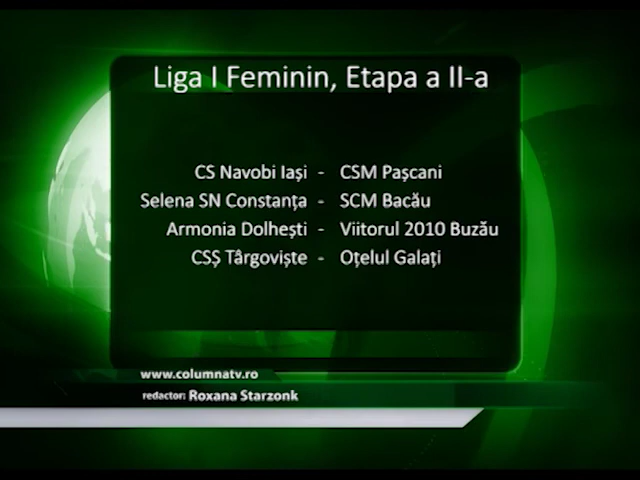 Liga I Feminin, Etapa a II-a
CS Navobi Iași - CSM Pașcani
Selena SN Constanța - SCM Bacău
Armonia Dolhești - Viitorul 2010 Buzău
CSȘ Târgoviște - Oțelul Galați
www.columnatv.ro
redactor: Roxana Starzonk